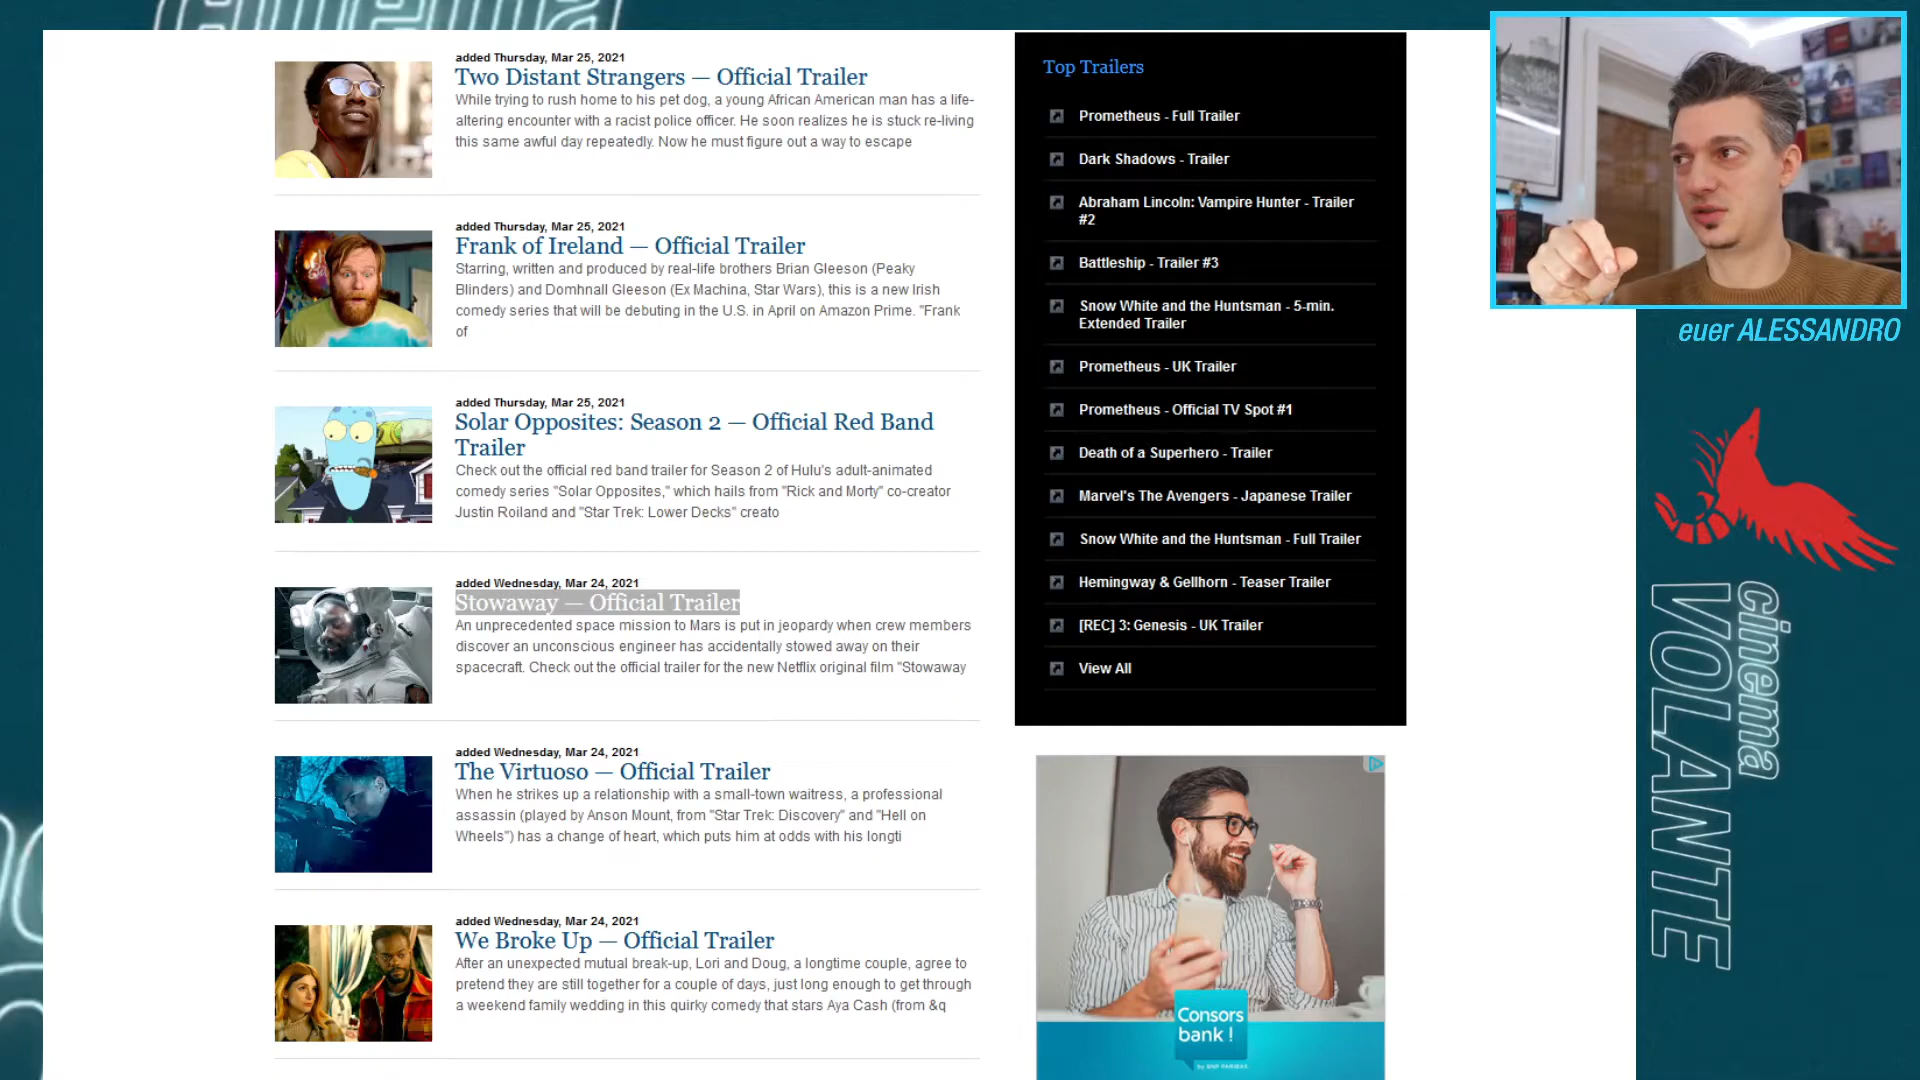 added Thursday, Mar 25, 2021
Two Distant Strangers — Official Trailer
While trying to rush home to his pet dog, a young African American man has a life-
altering encounter with a racist police officer. He soon realizes he is stuck re-living
this same awful day repeatedly. Now he must figure out a way to escape
added Thursday, Mar 25, 2021
Frank of Ireland — Official Trailer
Starring, written and produced by real-life brothers Brian Gleeson (Peaky
Blinders) and Domhnall Gleeson (Ex Machina, Star Wars), this is a new Irish
comedy series that will be debuting in the U.S. in April on Amazon Prime. "Frank
of
added Thursday, Mar 25, 2021
Solar Opposites: Season 2 — Official Red Band
Trailer
Check out the official red band trailer for Season 2 of Hulu's adult-animated
comedy series "Solar Opposites," which hails from "Rick and Morty" co-creator
Justin Roiland and "Star Trek: Lower Decks" creato
added Wednesday, Mar 24, 2021
Stowaway — Official Trailer
An unprecedented space mission to Mars is put in jeopardy when crew members
discover an unconscious engineer has accidentally stowed away on their
spacecraft. Check out the official trailer for the new Netflix original film "Stowaway
added Wednesday, Mar 24, 2021
The Virtuoso — Official Trailer
When he strikes up a relationship with a small-town waitress, a professional
assassin (played by Anson Mount, from "Star Trek: Discovery" and "Hell on
Wheels") has a change of heart, which puts him at odds with his longti
added Wednesday, Mar 24, 2021
We Broke Up — Official Trailer
After an unexpected mutual break-up, Lori and Doug, a longtime couple, agree to
pretend they are still together for a couple of days, just long enough to get through
a weekend family wedding in this quirky comedy that stars Aya Cash (from &q
Top Trailers
Prometheus - Full Trailer
Dark Shadows - Trailer
Abraham Lincoln: Vampire Hunter - Trailer
#2
Battleship - Trailer #3
Snow White and the Huntsman - 5-min.
Extended Trailer
Prometheus - UK Trailer
Prometheus - Official TV Spot #1
Death of a Superhero - Trailer
Marvel's The Avengers - Japanese Trailer
Snow White and the Huntsman - Full Trailer
Hemingway & Gellhorn - Teaser Trailer
[REC] 3: Genesis - UK Trailer
View All
Consors
bank!
by BNP PARIBAS
euer ALESSANDRO
cinema
VOLANTE